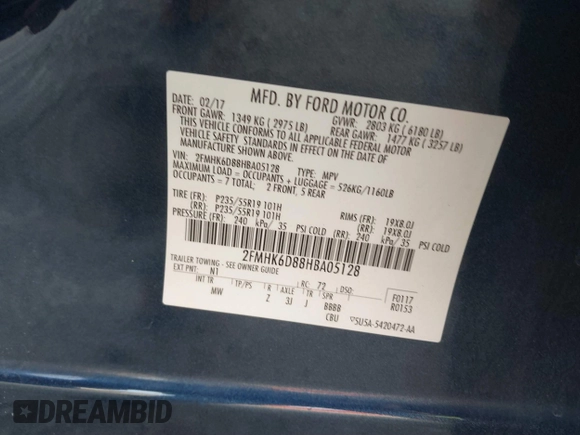 MFD. BY FORD MOTOR CO.
DATE: 02/17 GVWR: 2803 KG ( 6180 LB)
FRONT GAWR: 1349 KG ( 2975 LB) REAR GAWR: 1477 KG ( 3257 LB)
THIS VEHICLE CONFORMS TO ALL APPLICABLE FEDERAL MOTOR
VEHICLE SAFETY STANDARDS IN EFFECT ON THE DATE OF
MANUFACTURE SHOWN ABOVE.
VIN: 2FMHK6D88HBA05128 TYPE: MPV
MAXIMUM LOAD = OCCUPANTS + LUGGAGE = 526KG/1160LB
OCCUPANTS = 7 TOTAL; 2 FRONT, 5 REAR
TIRE (FR): P235/55R19 101H RIMS (FR): 19X8.0J
(RR): P235/55R19 101H (RR): 19X8.0J
PRESSURE (FR): 240 kPa/ 35 PSI COLD
(RR): 240 kPa/ 35 PSI COLD
2FMHK6D88HBA05128
TRAILER TOWING - SEE OWNER GUIDE
EXT PNT: N1 RC: 72 DSO: F0117
INT TR TP/PS R AXLE TR SPR R0153
MW Z 3J J BBBB
CBU 5USA-5420472-AA
DREAMBID